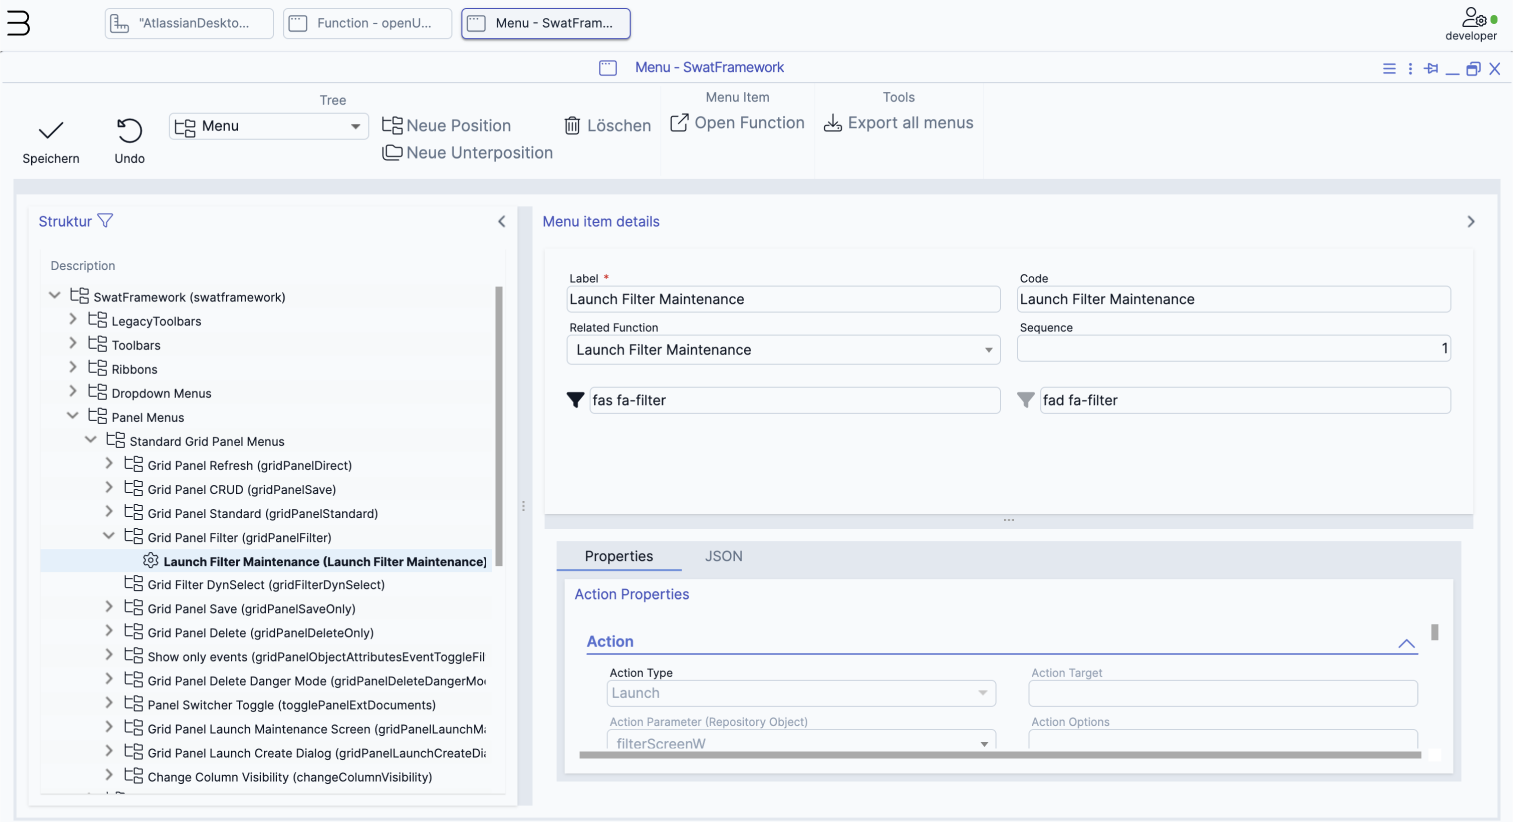 "AtlassianDeskto...
Function - openU...
Menu - SwatFram...
developer
Menu - SwatFramework
Tree
Menu Item
Tools
Speichern
Undo
Menu
Neue Position
Neue Unterposition
Löschen
Open Function
Export all menus
Struktur
Description
SwatFramework (swatframework)
LegacyToolbars
Toolbars
Ribbons
Dropdown Menus
Panel Menus
Standard Grid Panel Menus
Grid Panel Refresh (gridPanelDirect)
Grid Panel CRUD (gridPanelSave)
Grid Panel Standard (gridPanelStandard)
Grid Panel Filter (gridPanelFilter)
Launch Filter Maintenance (Launch Filter Maintenance)
Grid Filter DynSelect (gridFilterDynSelect)
Grid Panel Save (gridPanelSaveOnly)
Grid Panel Delete (gridPanelDeleteOnly)
Show only events (gridPanelObjectAttributesEventToggleFil
Grid Panel Delete Danger Mode (gridPanelDeleteDangerMo
Panel Switcher Toggle (togglePanelExtDocuments)
Grid Panel Launch Maintenance Screen (gridPanelLaunchMa
Grid Panel Launch Create Dialog (gridPanelLaunchCreateDia
Change Column Visibility (changeColumnVisibility)
Menu item details
Label *
Launch Filter Maintenance
Code
Launch Filter Maintenance
Related Function
Launch Filter Maintenance
Sequence
1
fas fa-filter
fad fa-filter
Properties
JSON
Action Properties
Action
Action Type
Launch
Action Target
Action Parameter (Repository Object)
filterScreenW
Action Options